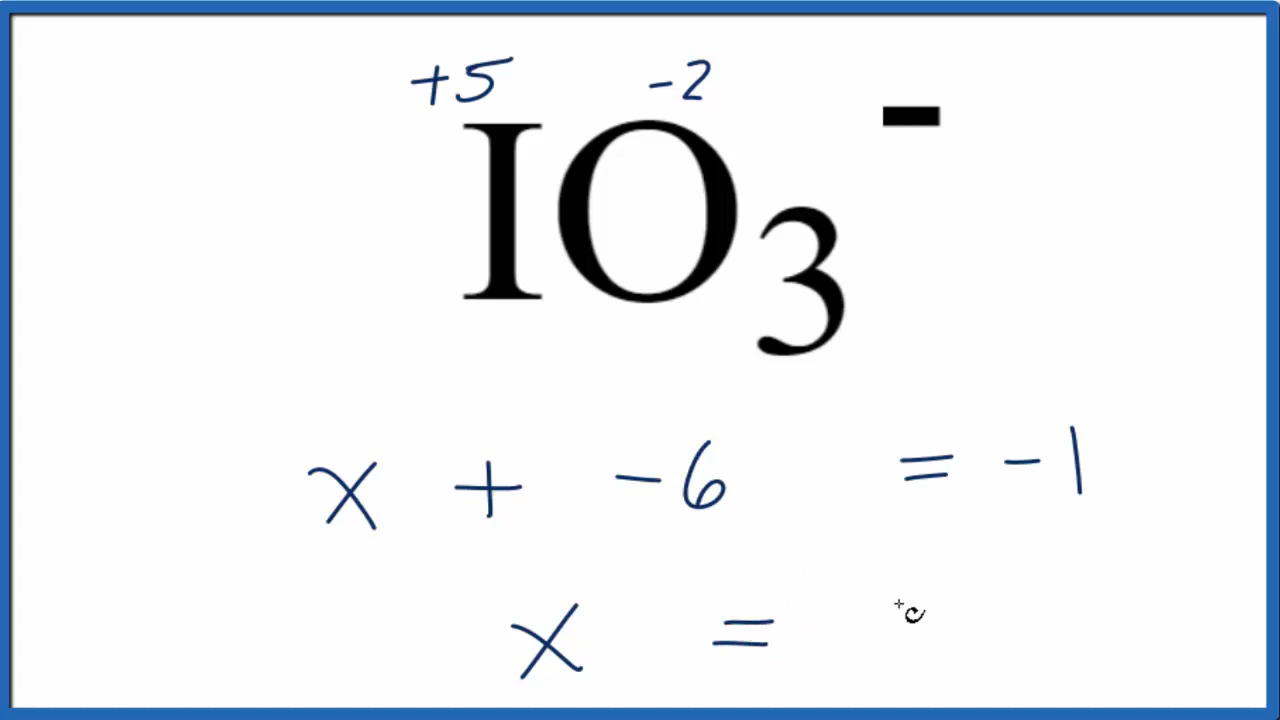 +5 -2
IO₃⁻
x + -6 = -1
x =